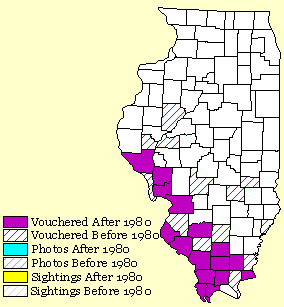 Vouchered After 1980
Vouchered Before 1980
Photos After 1980
Photos Before 1980
Sightings After 1980
Sightings Before 1980